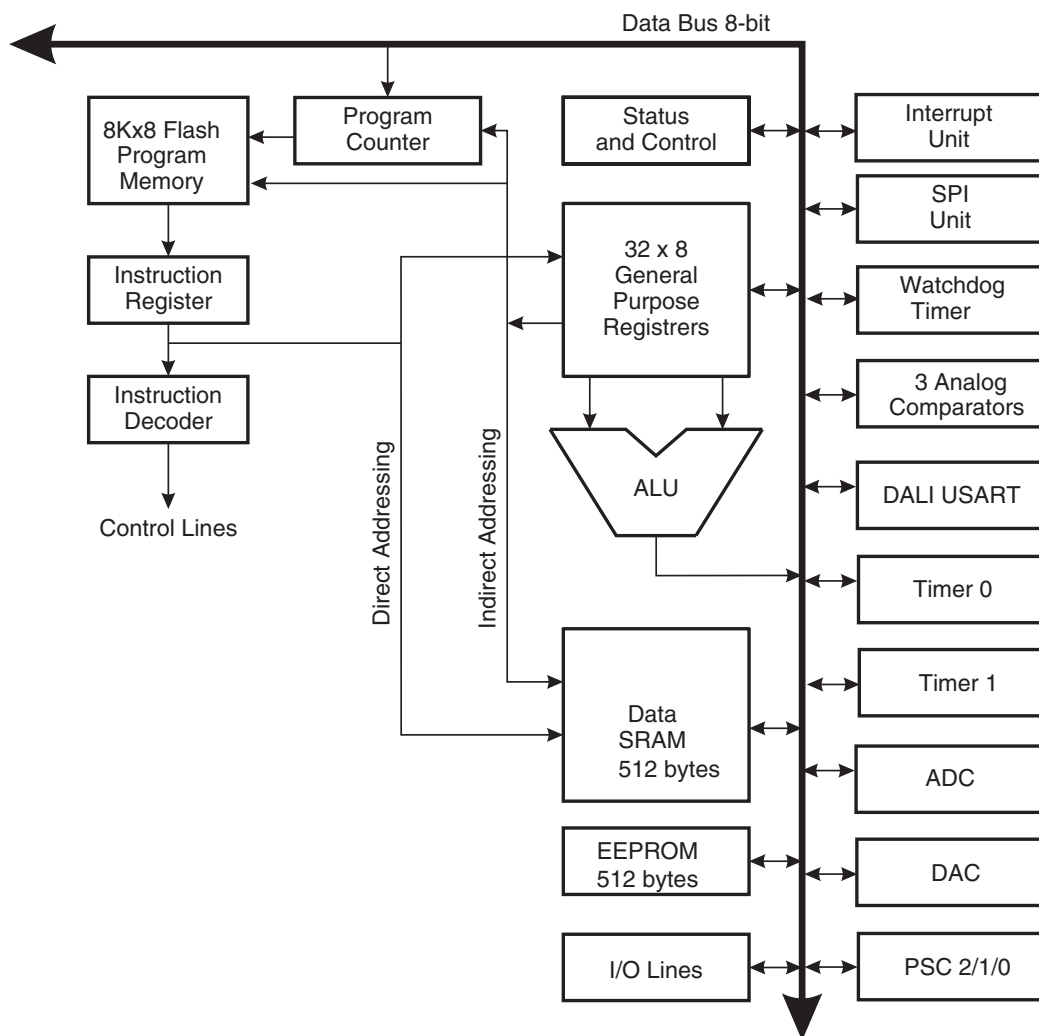 Data Bus 8-bit
8Kx8 Flash
Program
Memory
Program
Counter
Status
and Control
Interrupt
Unit
SPI
Unit
Instruction
Register
32 x 8
General
Purpose
Registrers
Watchdog
Timer
Instruction
Decoder
3 Analog
Comparators
Direct Addressing
Indirect Addressing
ALU
DALI USART
Control Lines
Timer 0
Timer 1
Data
SRAM
512 bytes
ADC
EEPROM
512 bytes
DAC
I/O Lines
PSC 2/1/0